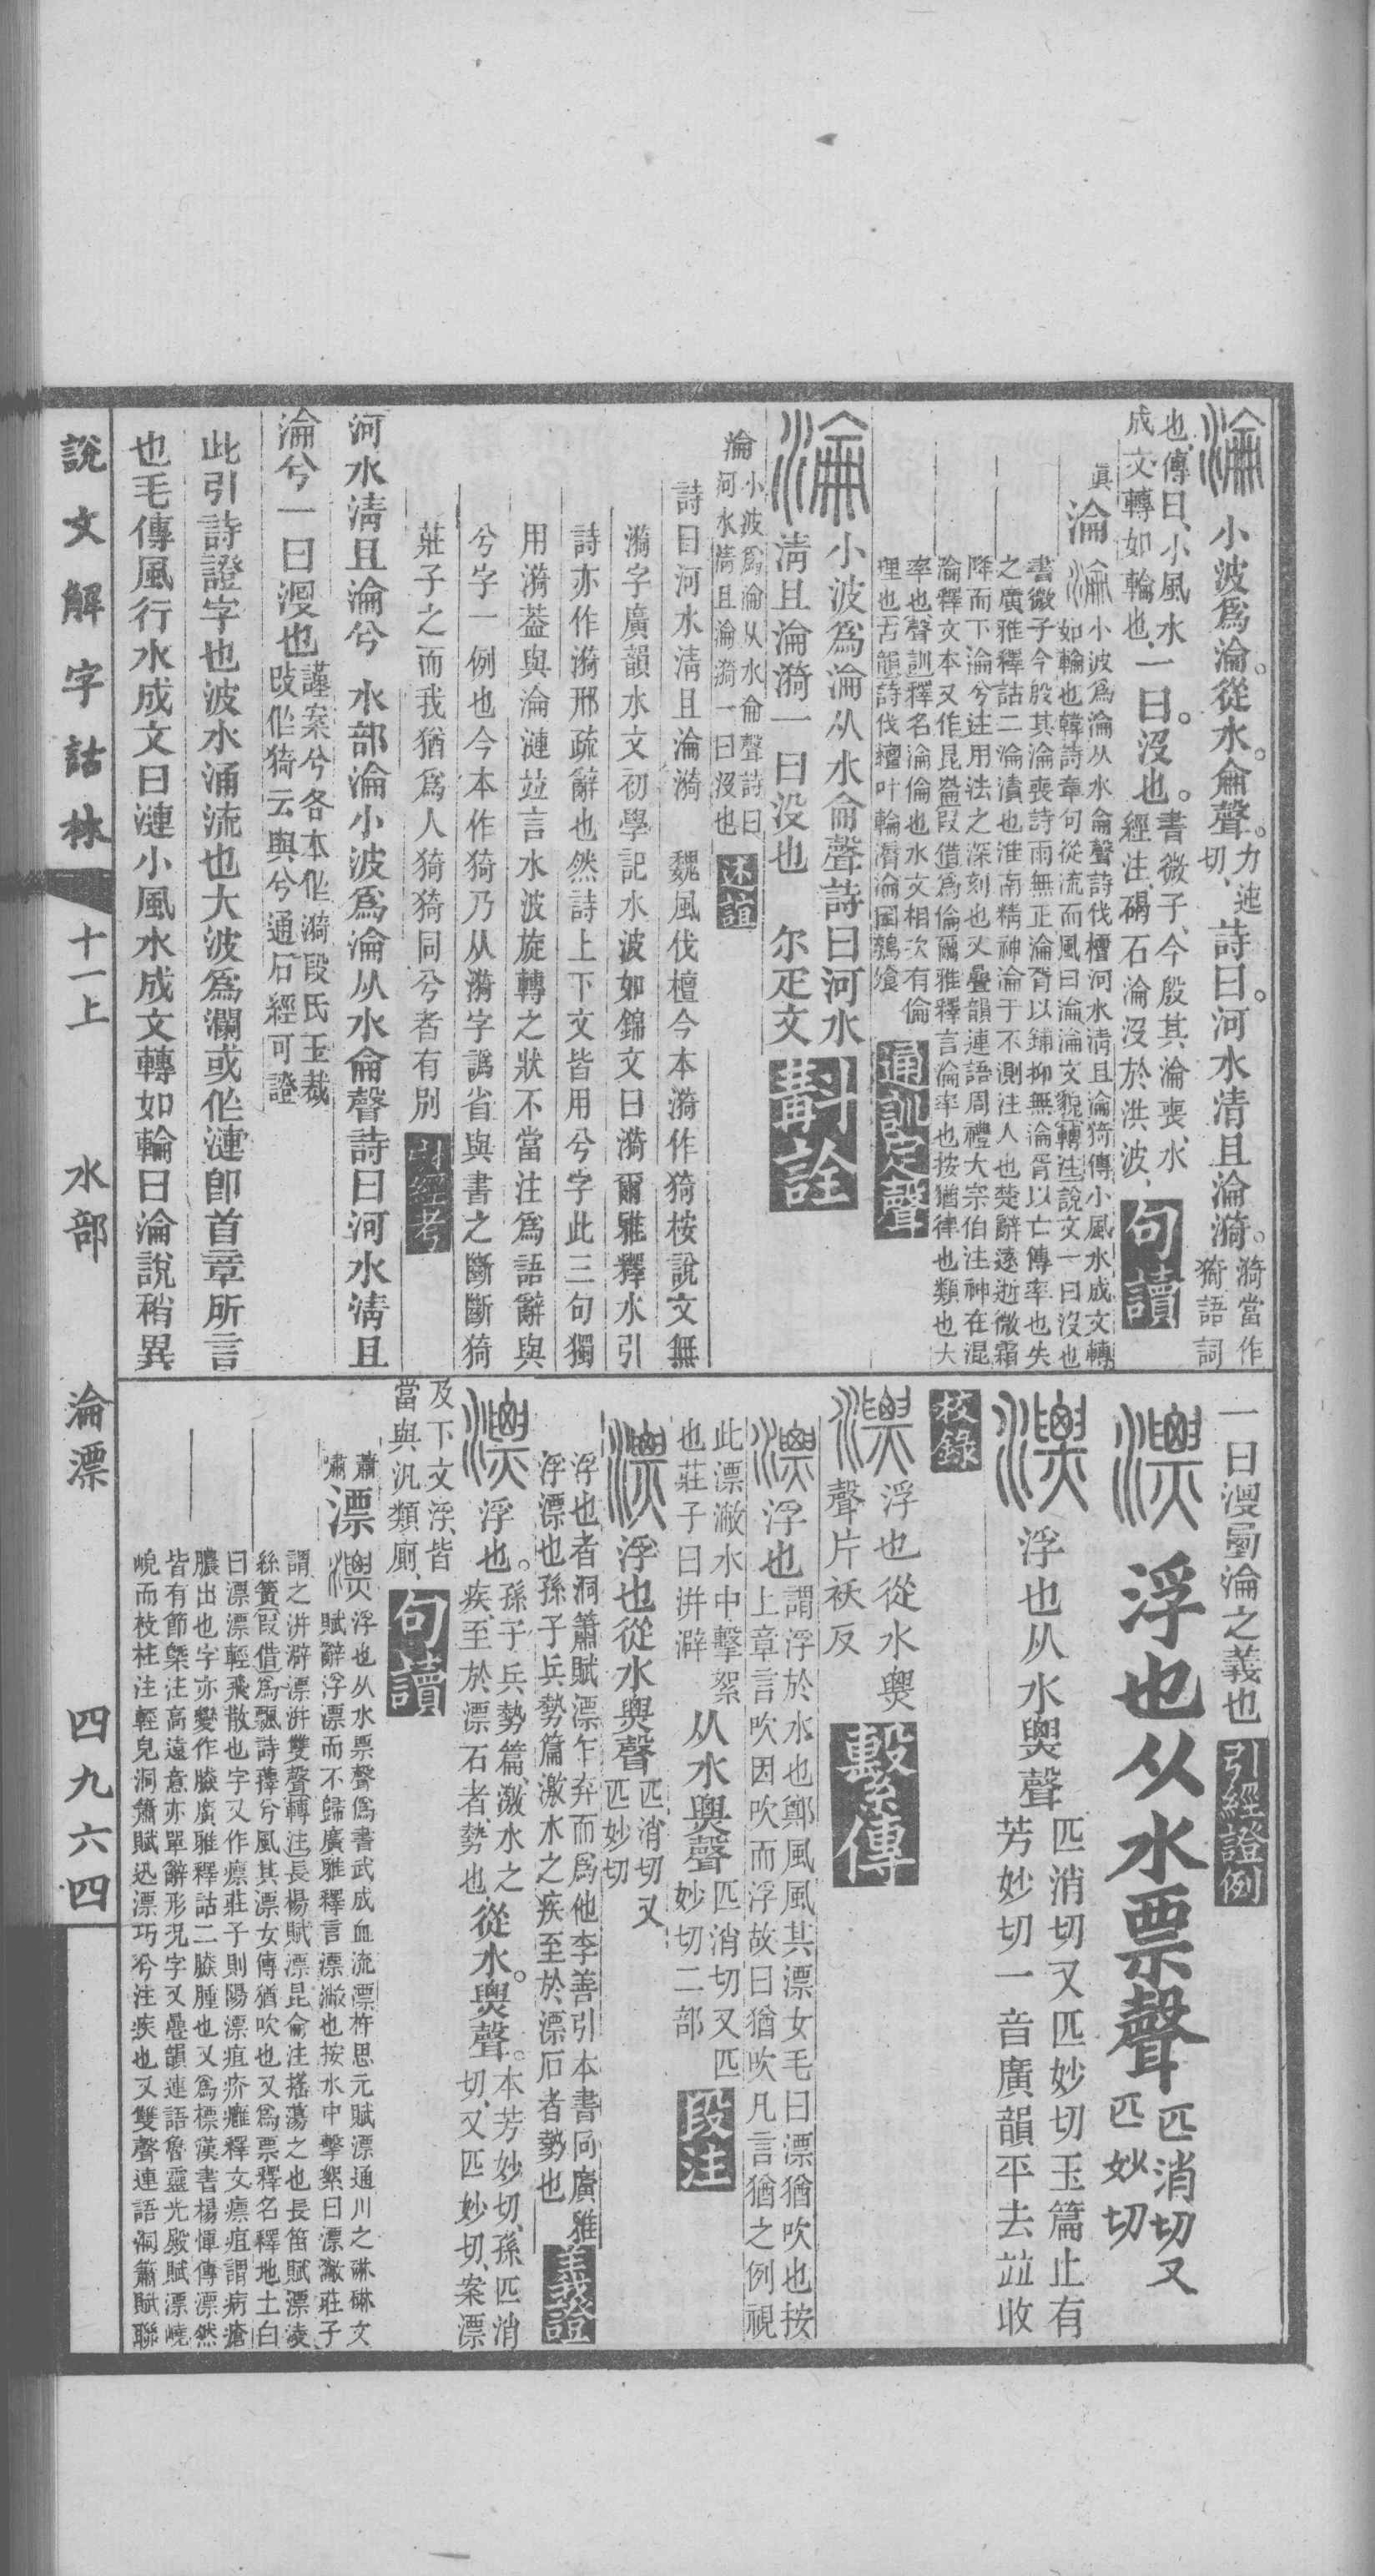 小波爲淪。從水。侖聲。力迍切、詩曰。河水清且淪漪。漪當作猗語詞
也、傳曰、小風水成文、轉如輪也、一曰。沒也。書微子、今殷其淪喪、水經注、碣石淪沒於洪波、句讀
眞
淪 小波爲淪从水侖聲詩伐檀河水淸且淪猗傳小風水成文轉
如輪也韓詩章句從流而風曰淪淪文貌轉注說文一曰沒也
書微子今殷其淪喪詩雨無正淪胥以鋪抑無淪胥以亡傳率也失
之廣雅釋詁二淪漬也淮南精神淪于不測注人也楚辭遠逝微霜
降而下淪兮注用法之深刻也又疊韻連語周禮大宗伯注神在混
淪釋文本又作昆崙叚借爲倫爾雅釋言淪率也按猶律也類也大
率也聲訓釋名淪倫也水文相次有倫
理也古韻詩伐檀叶輪漘淪囷鶉飧 通訓定聲
小波爲淪从水侖聲詩曰河水
淸且淪漪一曰没也 尔疋文 斠詮
淪 小波爲淪从水侖聲詩曰
河水淸且淪漪一曰沒也 述誼
詩曰河水淸且淪漪 魏風伐檀今本漪作猗桉說文無
漪字廣韻水文初學記水波如錦文曰漪爾雅釋水引
詩亦作漪邢疏辭也然詩上下文皆用兮字此三句獨
用漪葢與淪漣竝言水波旋轉之狀不當注爲語辭與
兮字一例也今本作猗乃从漪字譌省與書之斷斷猗
莊子之而我猶爲人猗猗同兮者有別 引經考
河水淸且淪兮 水部淪小波爲淪从水侖聲詩曰河水淸且
淪兮一曰溲也 謹案兮各本作漪段氏玉裁改作猗云與兮通石經可證
此引詩證字也波水涌流也大波爲瀾或作漣卽首章所言
也毛傳風行水成文曰漣小風水成文轉如輪曰淪說稍異
一曰溲㬰淪之義也 引經證例
浮也从水票聲 匹消切又匹妙切
浮也从水㶾聲 匹消切又匹妙切玉篇止有芳妙切一音廣韻平去竝收
校錄
浮也從水㶾聲片袄反 繫傳
浮也 謂浮於水也鄭風風其漂女毛曰漂猶吹也按上章言吹因吹而浮故曰猶吹凡言猶之例視
此漂潎水中擊絮也莊子曰洴澼 从水㶾聲 匹消切又匹妙切二部 段注
浮也從水㶾聲 匹消切又匹妙切
浮也者洞簫賦漂乍弃而爲他李善引本書同廣雅
浮漂也孫子兵勢篇激水之疾至於漂石者勢也 義證
浮也。孫子兵勢篇、激水之疾、至於漂石者、勢也、從水。㶾聲。本芳妙切、孫匹消切、又匹妙切、案漂
及下文浮、皆當與汎類廁、句讀
蕭嘯
漂 浮也从水票聲僞書武成血流漂杵思元賦漂通川之碄碄文
賦辭浮漂而不歸廣雅釋言漂潎也按水中擊絮曰漂潎莊子
謂之洴澼漂洴雙聲轉注長楊賦漂昆侖注搖蕩之也長笛賦漂凌
絲簧叚借爲飄詩蘀兮風其漂女傳猶吹也又爲票釋名釋地土白
曰漂漂輕飛散也字又作瘭莊子則陽漂疽疥癰釋文瘭疽謂病瘡
膿出也字亦變作膘廣雅釋詁二膘腫也又爲標漢書楊惲傳漂然
皆有節槩注高遠意亦單辭形況字又疊韻連語魯靈光殿賦漂嶢
峴而枝柱注輕皃洞簫賦迅漂巧兮注疾也又雙聲連語洞簫賦聯
說文解字詁林 十一上 水部 淪漂 四九六四